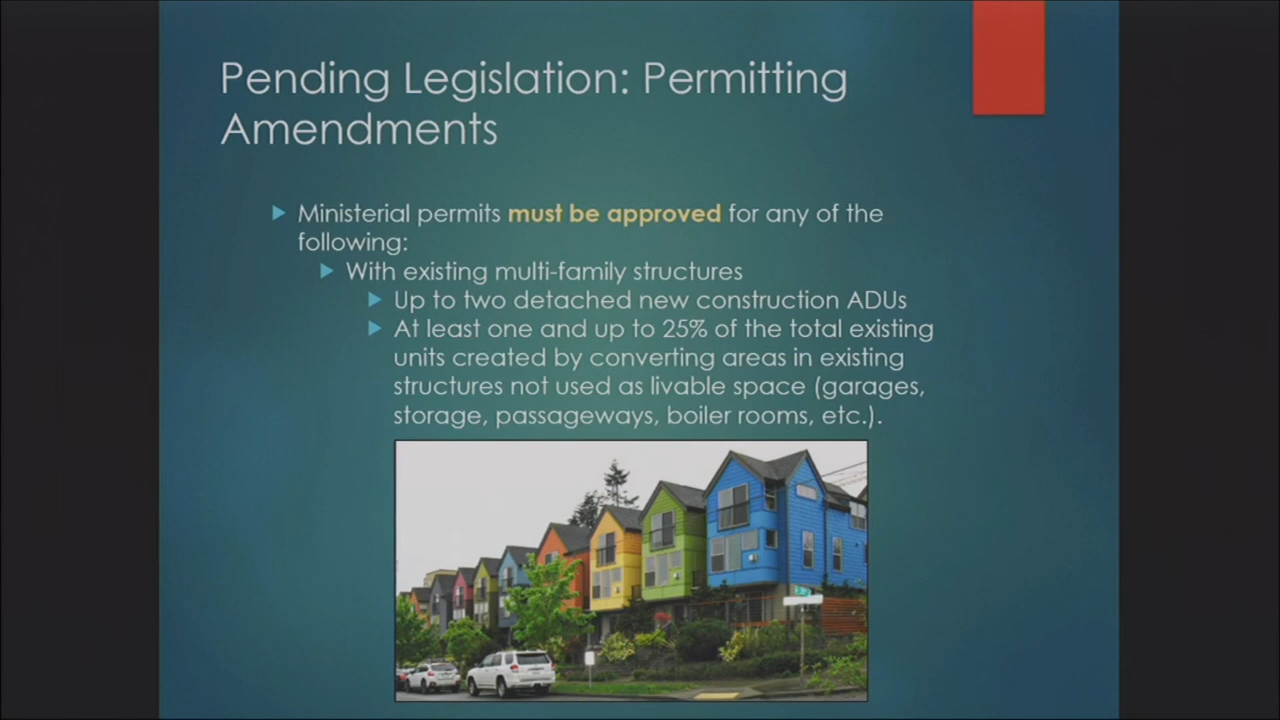 Pending Legislation: Permitting
Amendments
Ministerial permits must be approved for any of the
following:
With existing multi-family structures
Up to two detached new construction ADUs
At least one and up to 25% of the total existing
units created by converting areas in existing
structures not used as livable space (garages,
storage, passageways, boiler rooms, etc.).